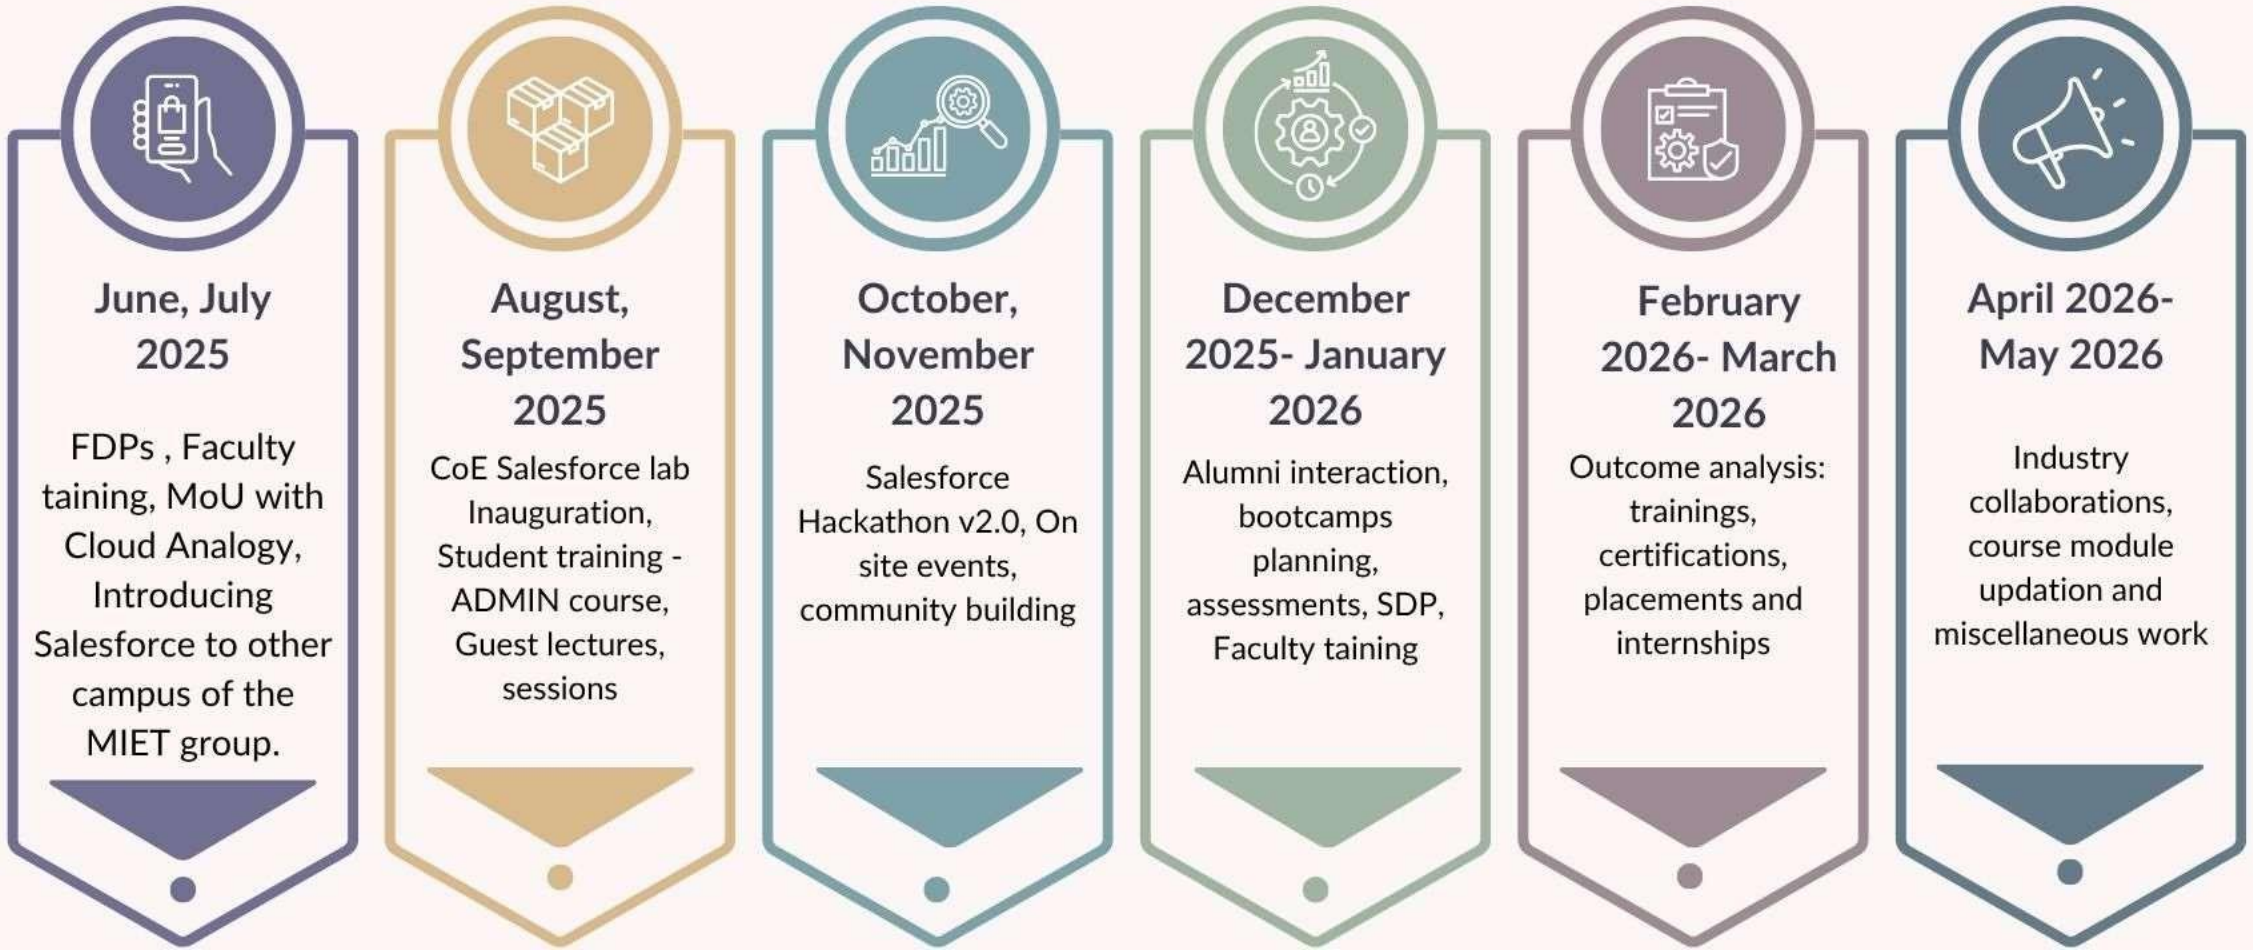 June, July
2025
FDPs , Faculty
taining, MoU with
Cloud Analogy,
Introducing
Salesforce to other
campus of the
MIET group.
August,
September
2025
CoE Salesforce lab
Inauguration,
Student training -
ADMIN course,
Guest lectures,
sessions
October,
November
2025
Salesforce
Hackathon v2.0, On
site events,
community building
December
2025- January
2026
Alumni interaction,
bootcamps
planning,
assessments, SDP,
Faculty taining
February
2026- March
2026
Outcome analysis:
trainings,
certifications,
placements and
internships
April 2026-
May 2026
Industry
collaborations,
course module
updation and
miscellaneous work